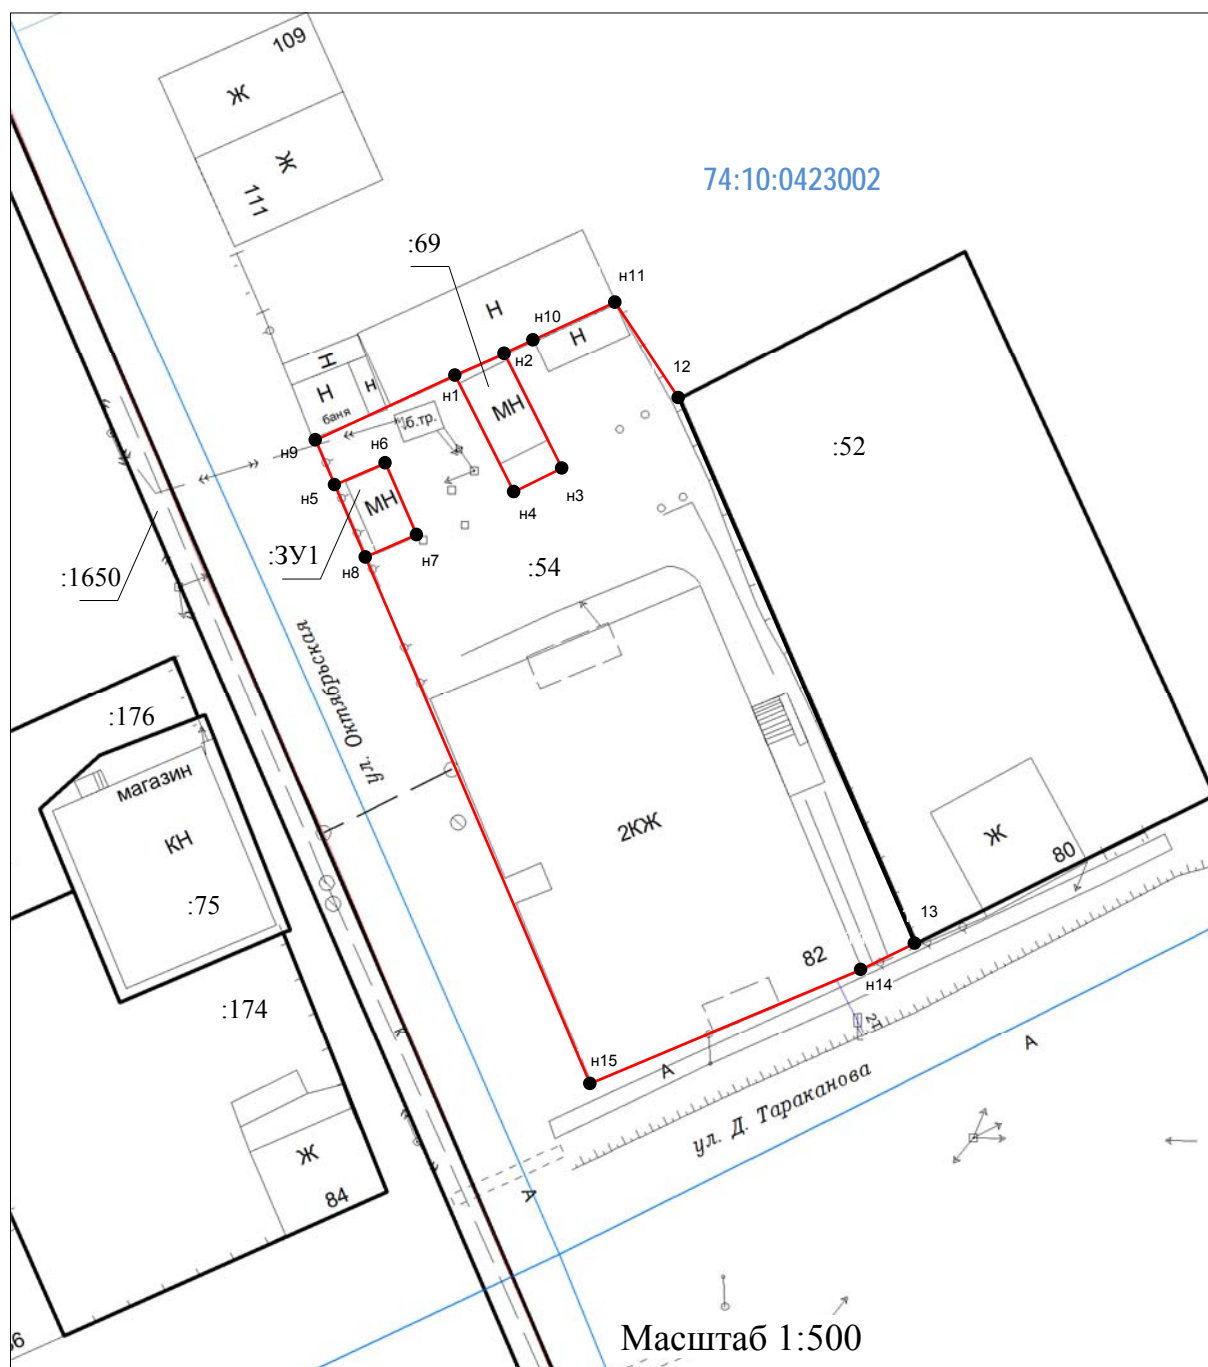 109
Ж
Ж
111
74:10:0423002
:69
н11
Н
н10
Н
н2
12
Н
Н
Н
н1
МН
баня
б.тр.
н9
н6
:52
н5
МН
н3
н4
:ЗУ1
н7
н8
:54
:1650
ул. Октябрьская
:176
магазин
КН
:75
2КЖ
Ж
80
13
82
н14
:174
2Т
н15
А
А
ул. Д. Тараканова
Ж
84
А
Масштаб 1:500